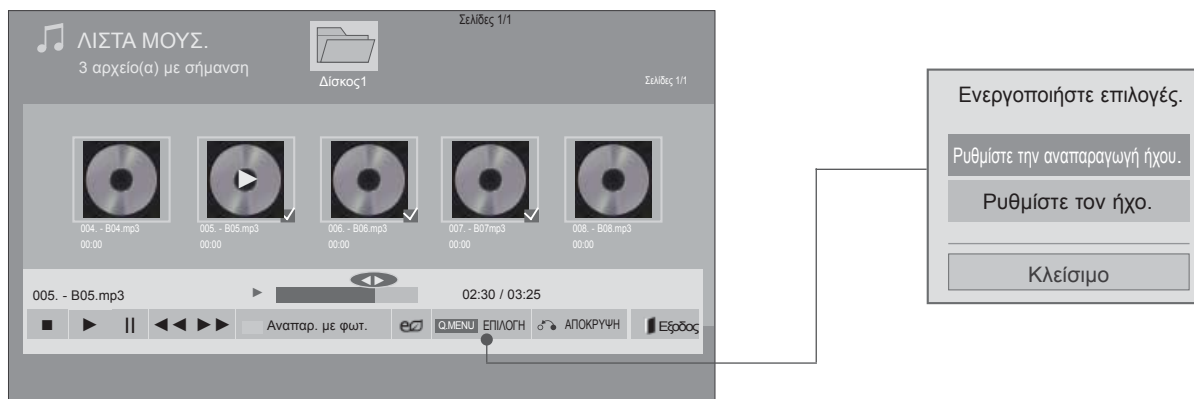 Σελίδες 1/1
ΛΙΣΤΑ ΜΟΥΣ.
3 αρχείο(α) με σήμανση
Δίσκος1
Σελίδες 1/1
004. - B04.mp3
00:00
005. - B05.mp3
00:00
006. - B06.mp3
00:00
007. - B07mp3
00:00
008. - B08.mp3
00:00
005. - B05.mp3
02:30 / 03:25
Αναπαρ. με φωτ.
Q.MENU ΕΠΙΛΟΓΗ
ΑΠΟΚΡΥΨΗ
Εξοδος
Ενεργοποιήστε επιλογές.
Ρυθμίστε την αναπαραγωγή ήχου.
Ρυθμίστε τον ήχο.
Κλείσιμο